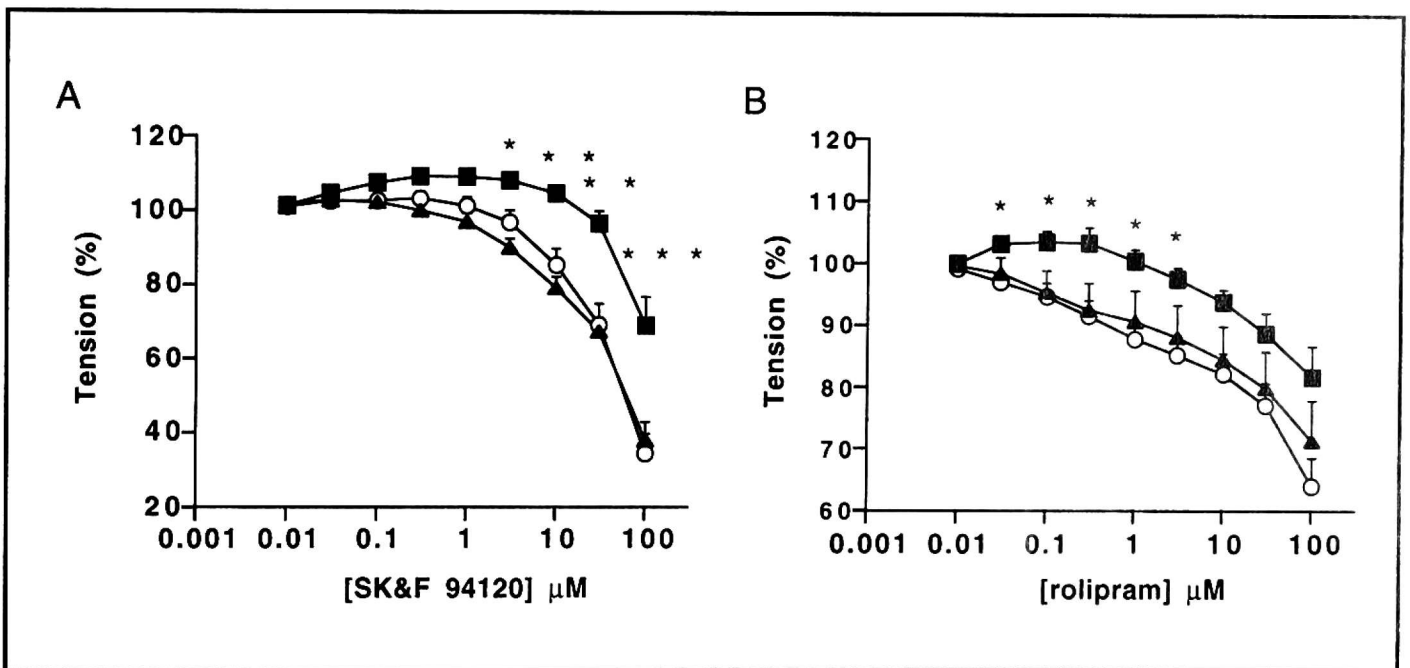 A
120
100
80
60
40
20
Tension (%)
0.001 0.01 0.1 1 10 100
[SK&F 94120] μM
* * *
* *
* * *
B
120
110
100
90
80
70
60
Tension (%)
0.001 0.01 0.1 1 10 100
[rolipram] μM
* * * * *